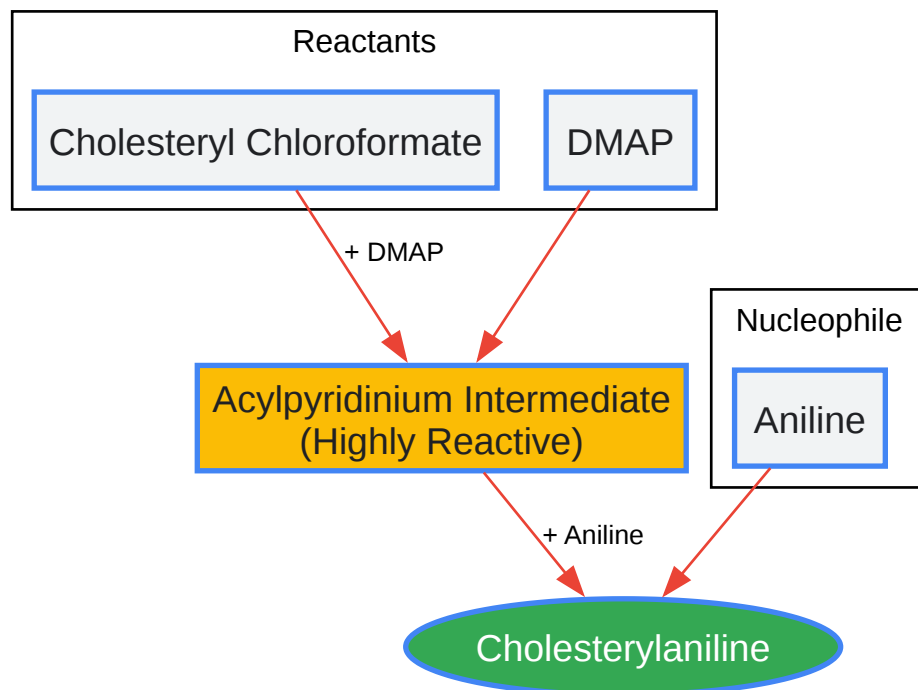 Reactants
Cholesteryl Chloroformate
DMAP
+ DMAP
Nucleophile
Aniline
Acylpyridinium Intermediate
(Highly Reactive)
+ Aniline
Cholesterylaniline